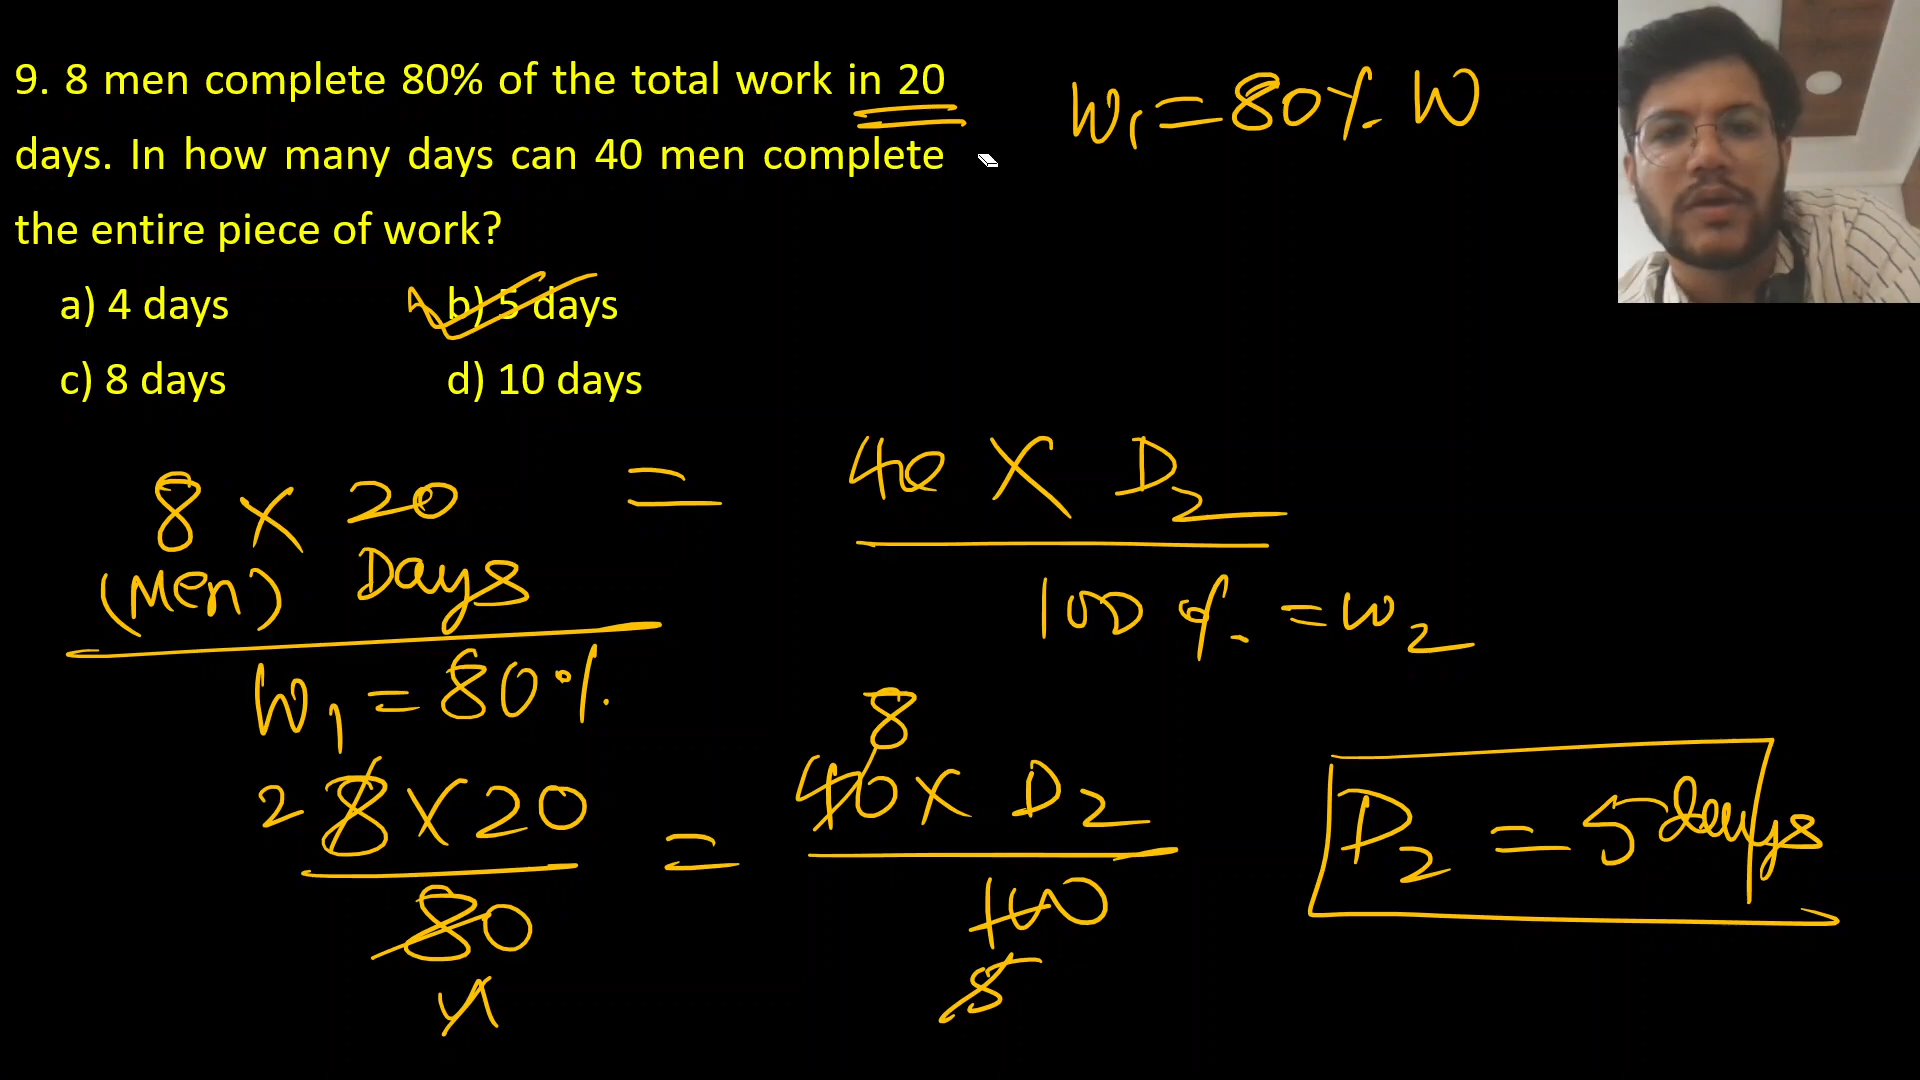 9. 8 men complete 80% of the total work in 20
days. In how many days can 40 men complete
the entire piece of work?
a) 4 days b) 5 days
c) 8 days d) 10 days
W1 = 80% W
8 X 20 = 40 X D2
(Men) Days
100 % = W2
W1 = 80%
8
2 8 X 20 = 40 X D2
80 100
4 5
D2 = 5 days